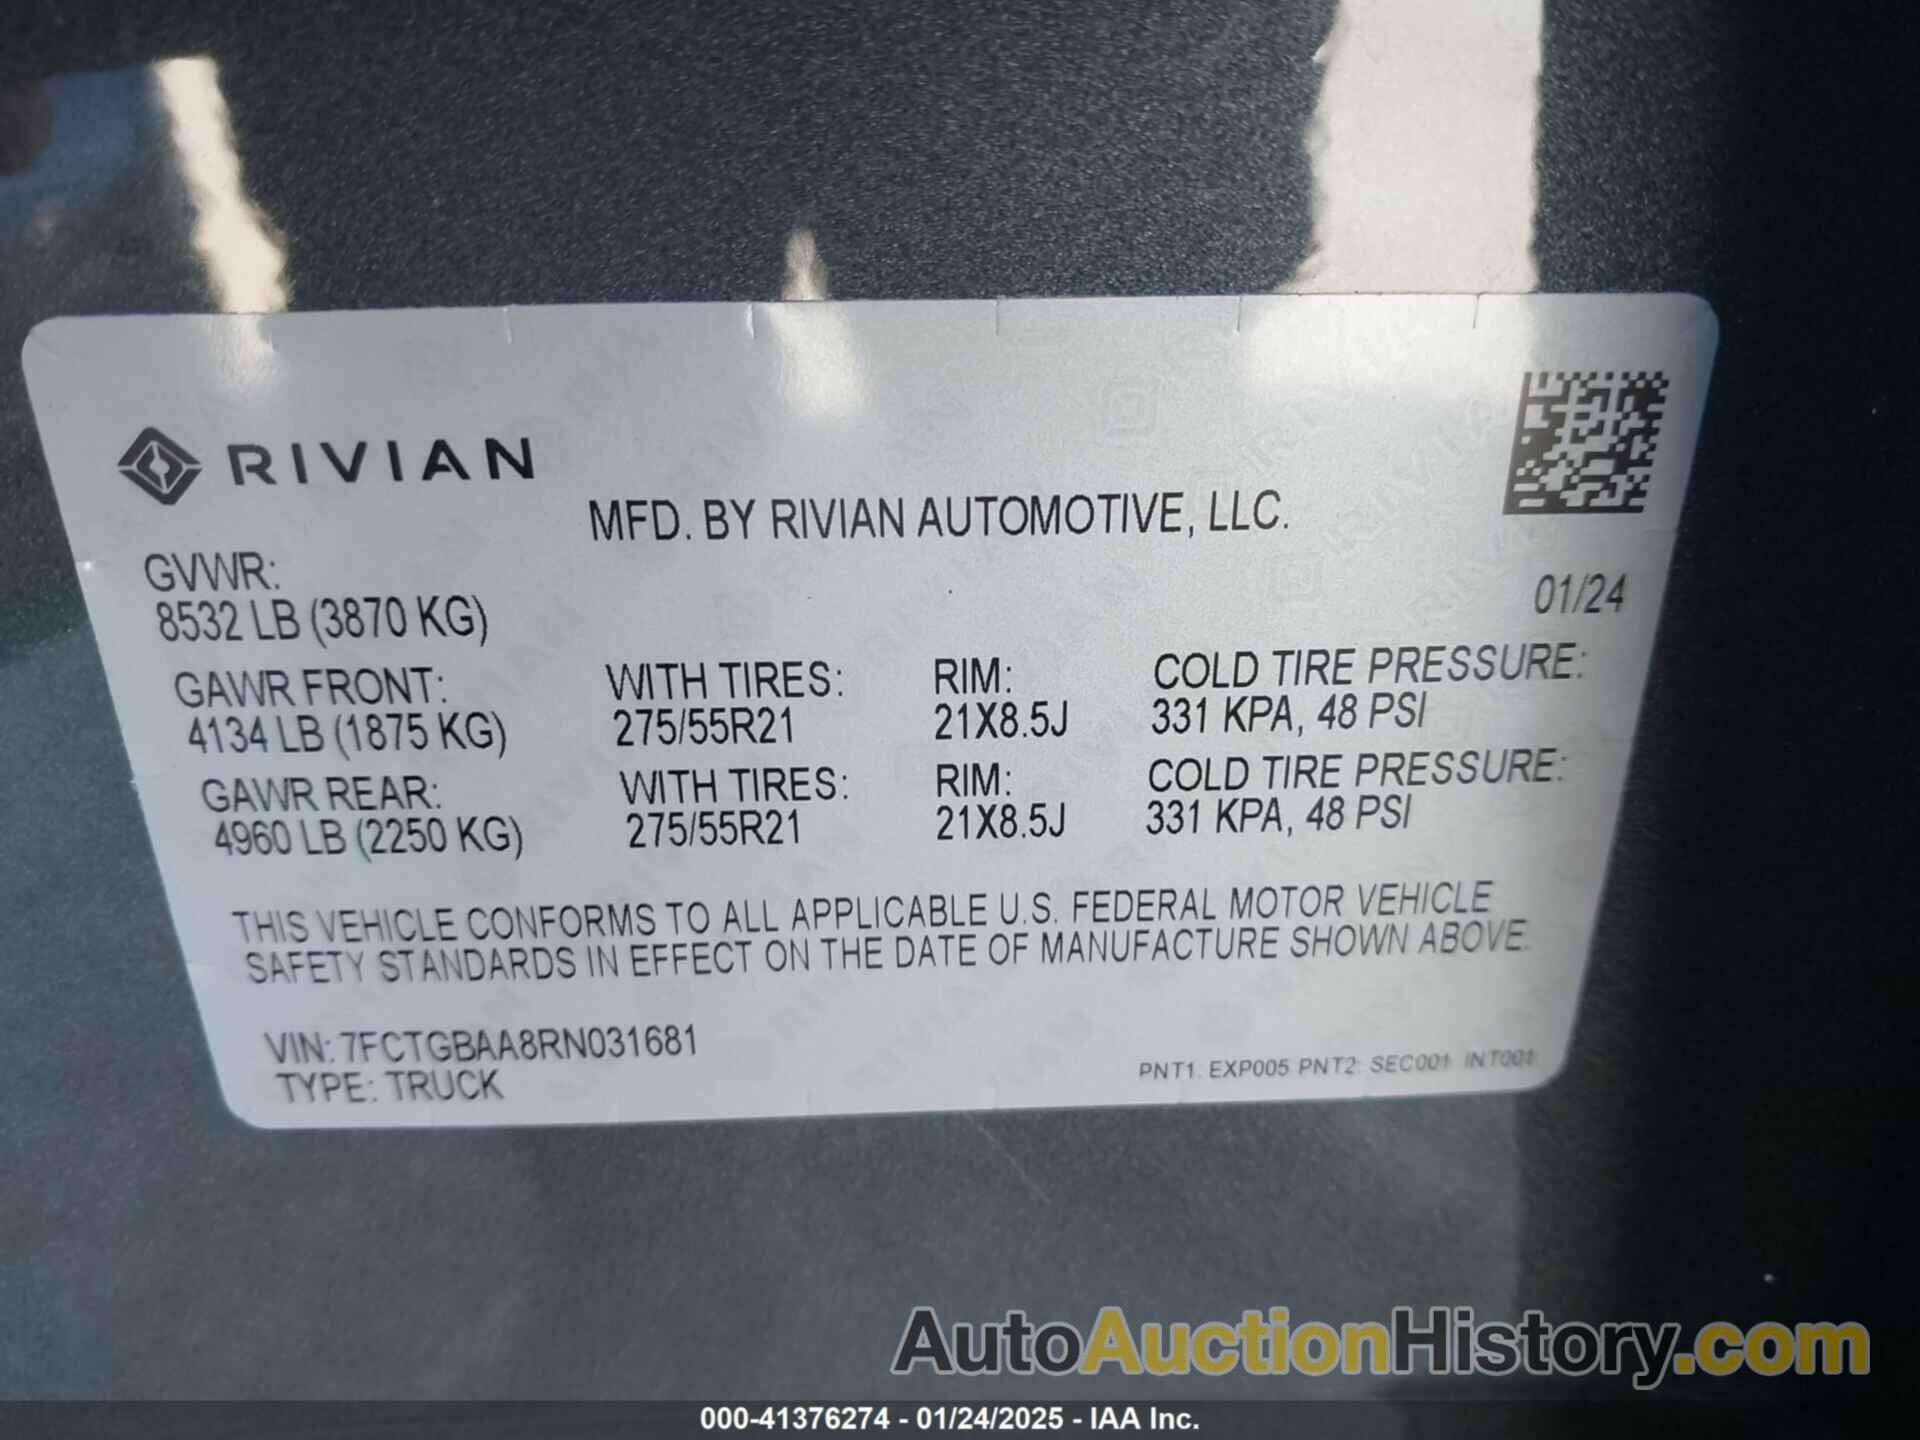 RIVIAN
MFD. BY RIVIAN AUTOMOTIVE, LLC.
GVWR:
8532 LB (3870 KG)
01/24
GAWR FRONT: WITH TIRES: RIM: COLD TIRE PRESSURE:
4134 LB (1875 KG) 275/55R21 21X8.5J 331 KPA, 48 PSI
GAWR REAR: WITH TIRES: RIM: COLD TIRE PRESSURE:
4960 LB (2250 KG) 275/55R21 21X8.5J 331 KPA, 48 PSI
THIS VEHICLE CONFORMS TO ALL APPLICABLE U.S. FEDERAL MOTOR VEHICLE
SAFETY STANDARDS IN EFFECT ON THE DATE OF MANUFACTURE SHOWN ABOVE.
VIN: 7FCTGBAA8RN031681
TYPE: TRUCK
PNT1: EXP005 PNT2: SEC001 INT001
AutoAuctionHistory.com
000-41376274 - 01/24/2025 - IAA Inc.